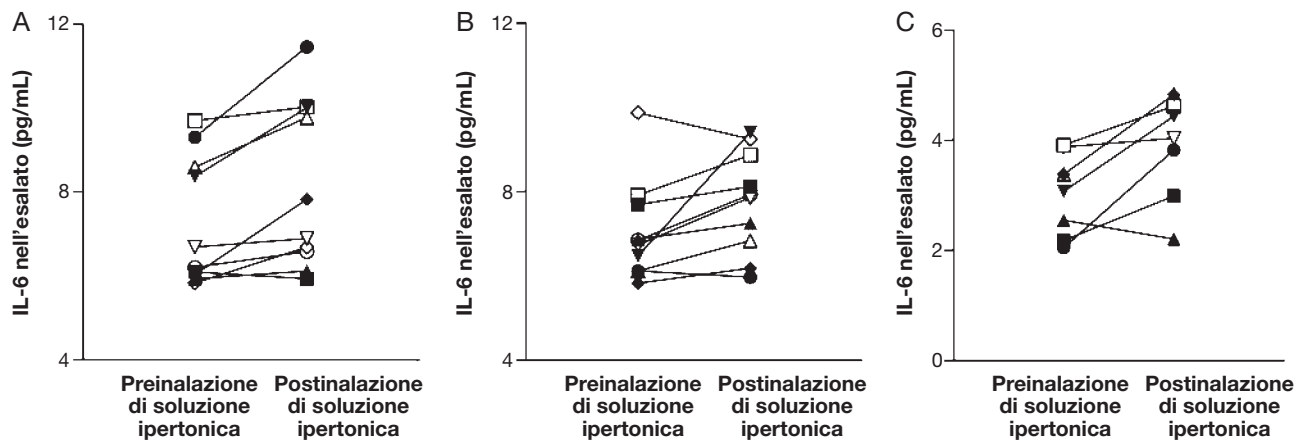 A
IL-6 nell'esalato (pg/mL)
12
8
4
Preinalazione
di soluzione
ipertonica
Postinalazione
di soluzione
ipertonica
B
IL-6 nell'esalato (pg/mL)
12
8
4
Preinalazione
di soluzione
ipertonica
Postinalazione
di soluzione
ipertonica
C
IL-6 nell'esalato (pg/mL)
6
4
2
0
Preinalazione
di soluzione
ipertonica
Postinalazione
di soluzione
ipertonica